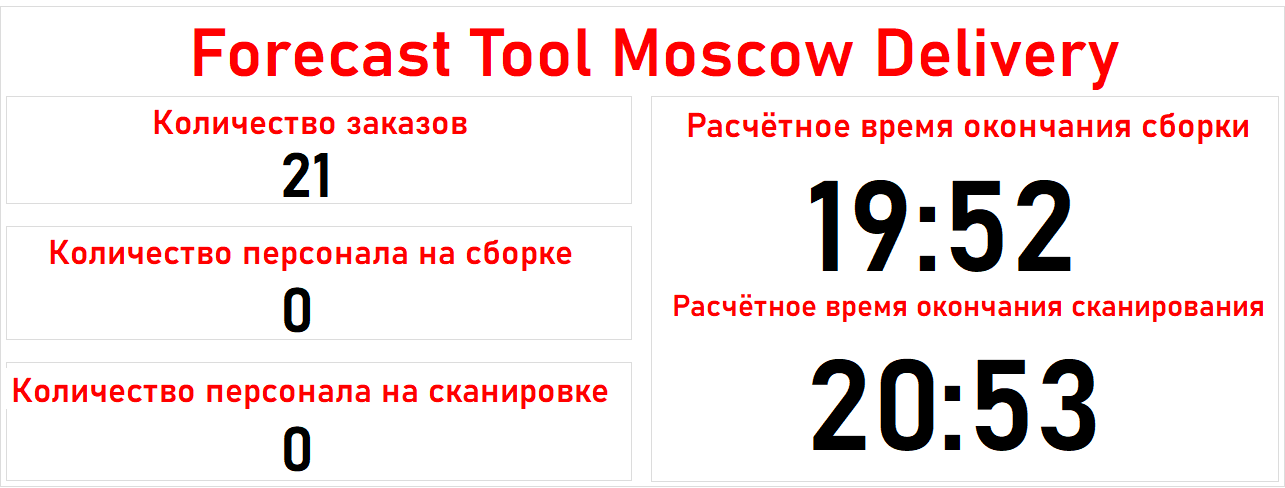 Forecast Tool Moscow Delivery
Количество заказов
21
Количество персонала на сборке
0
Количество персонала на сканировке
0
Расчётное время окончания сборки
19:52
Расчётное время окончания сканирования
20:53